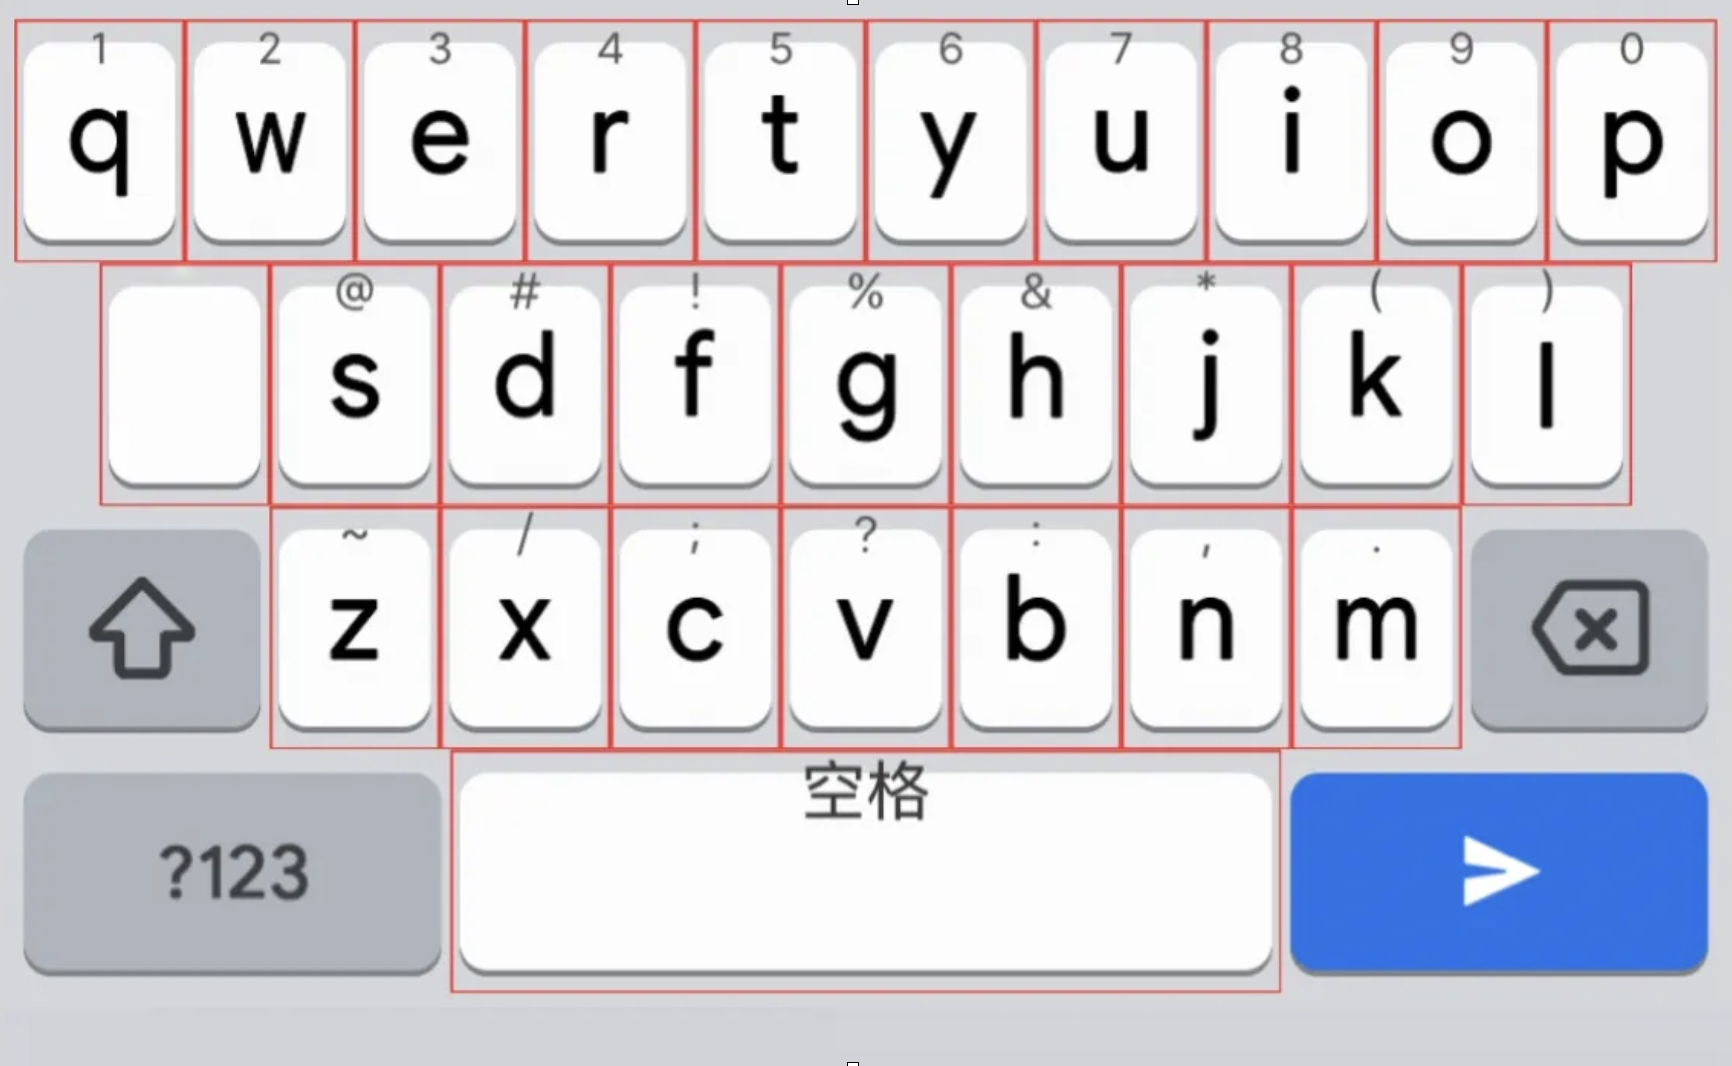 1 2 3 4 5 6 7 8 9 0
q w e r t y u i o p
@ # ! % & * ( )
s d f g h j k l
~ / ; ? : , .
z x c v b n m
空格
?123